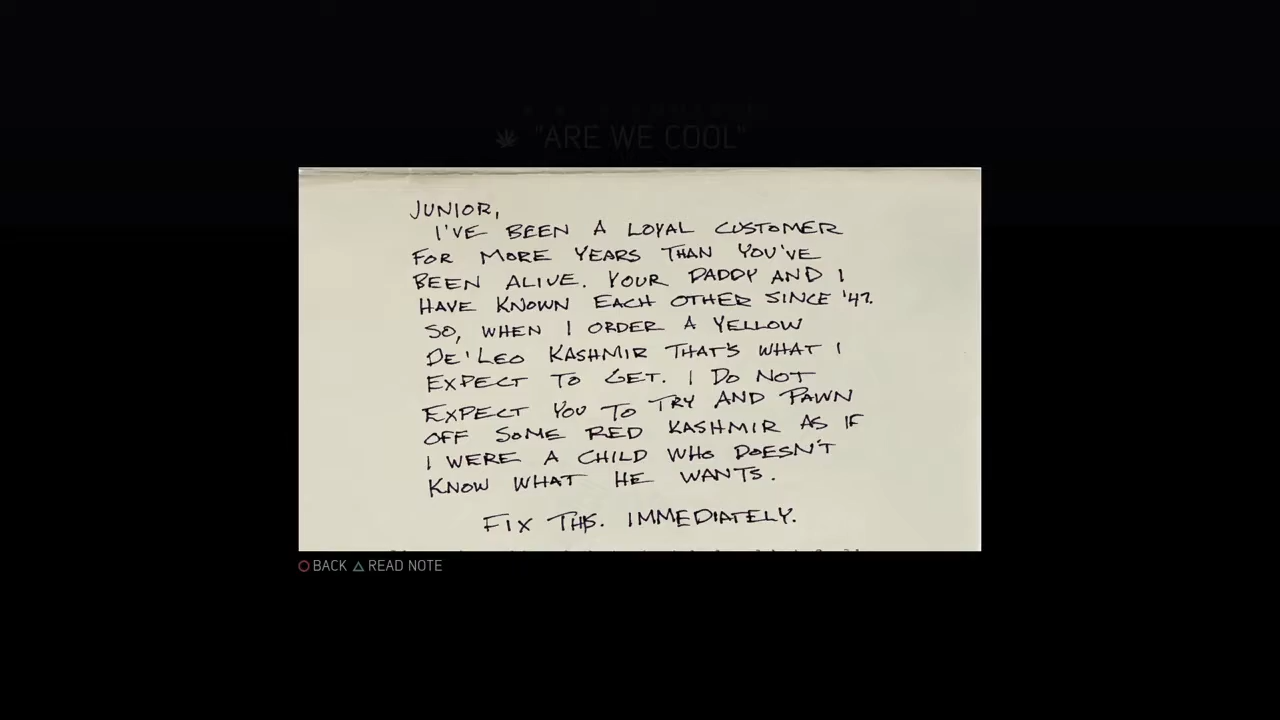 "ARE WE COOL"
JUNIOR,
I'VE BEEN A LOYAL CUSTOMER
FOR MORE YEARS THAN YOU'VE
BEEN ALIVE. YOUR DADDY AND I
HAVE KNOWN EACH OTHER SINCE '47.
SO, WHEN I ORDER A YELLOW
DE'LEO KASHMIR THAT'S WHAT I
EXPECT TO GET. I DO NOT
EXPECT YOU TO TRY AND PAWN
OFF SOME RED KASHMIR AS IF
I WERE A CHILD WHO DOESN'T
KNOW WHAT HE WANTS.
FIX THIS. IMMEDIATELY.
BACK READ NOTE